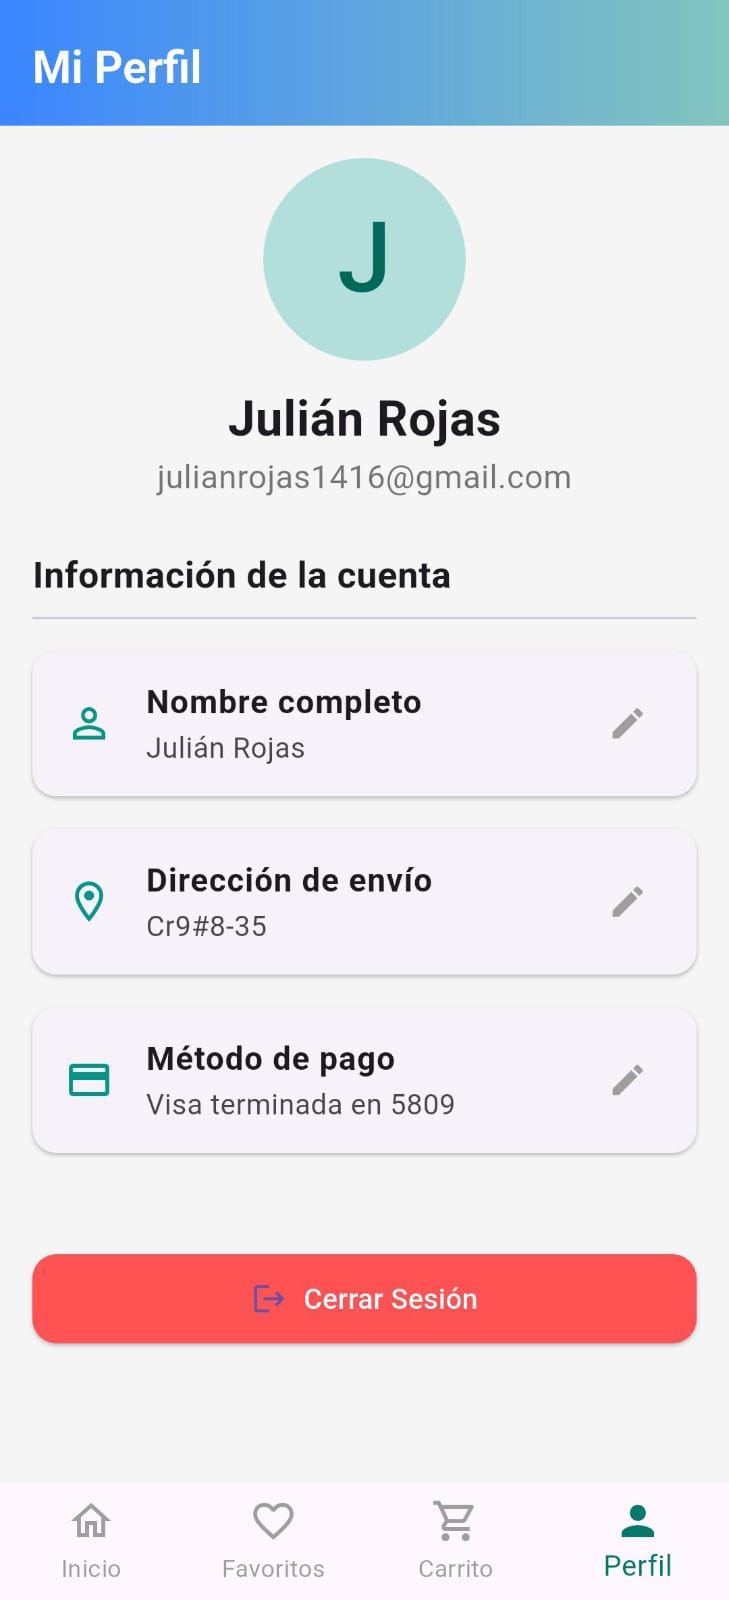 Mi Perfil
J
Julián Rojas
julianrojas1416@gmail.com
Información de la cuenta
Nombre completo
Julián Rojas
Dirección de envío
Cr9#8-35
Método de pago
Visa terminada en 5809
Cerrar Sesión
Inicio
Favoritos
Carrito
Perfil